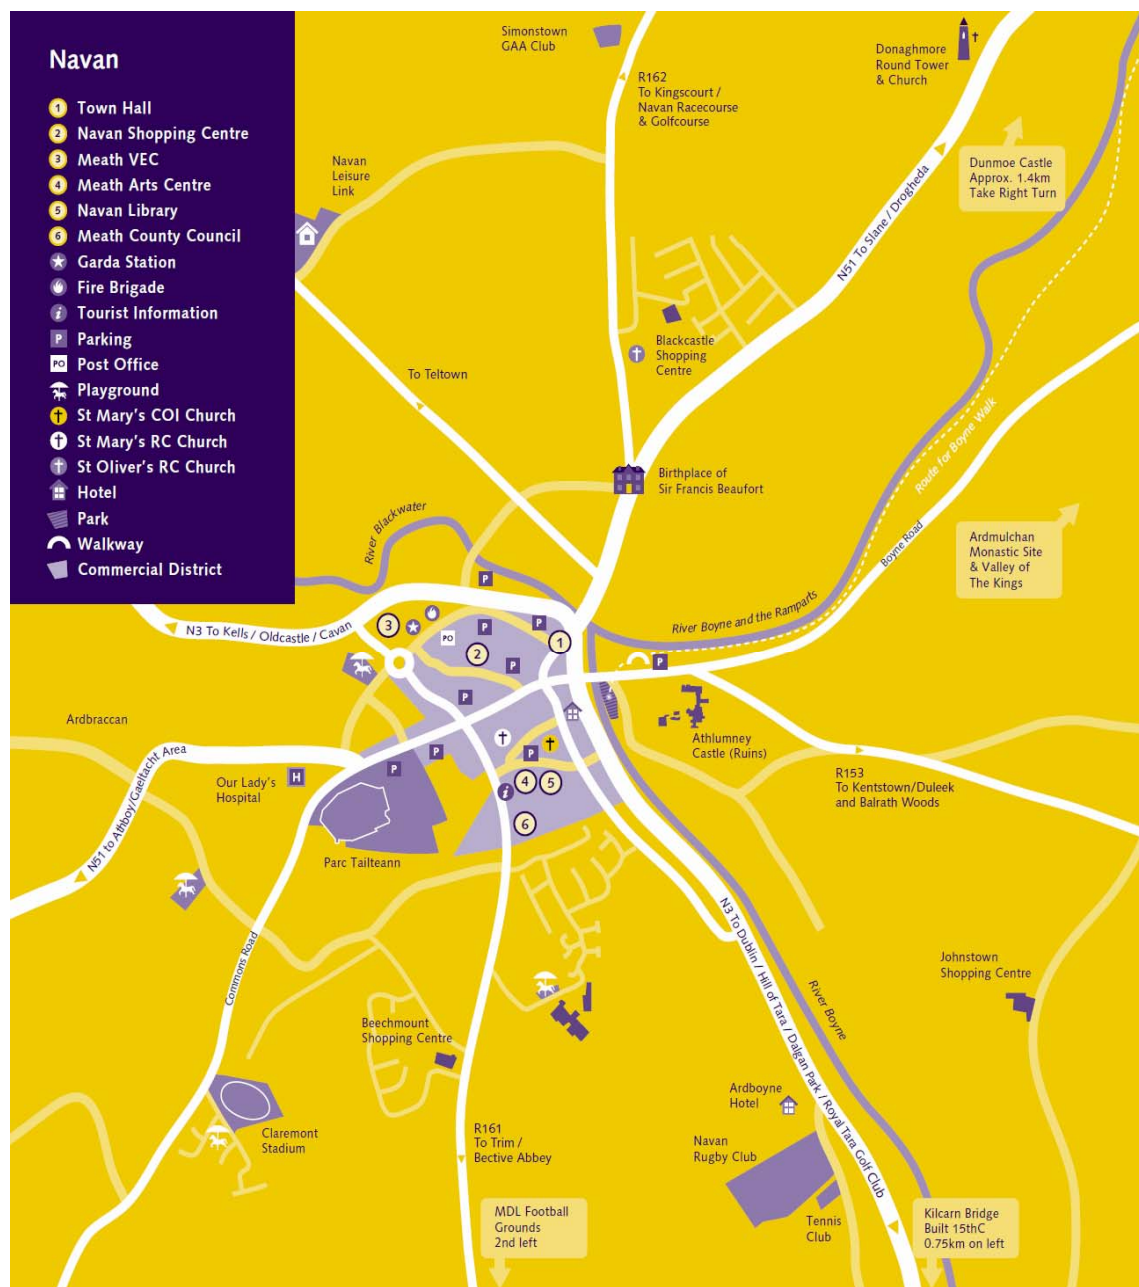 Navan
1 Town Hall
2 Navan Shopping Centre
3 Meath VEC
4 Meath Arts Centre
5 Navan Library
6 Meath County Council
Garda Station
Fire Brigade
i Tourist Information
P Parking
PO Post Office
Playground
St Mary's COI Church
St Mary's RC Church
St Oliver's RC Church
Hotel
Park
Walkway
Commercial District
Simonstown
GAA Club
R162
To Kingscourt /
Navan Racecourse
& Golfcourse
Donaghmore
Round Tower
& Church
Dunmoe Castle
Approx. 1.4km
Take Right Turn
Navan
Leisure
Link
N51 To Slane / Drogheda
Blackcastle
Shopping
Centre
To Teltown
Birthplace of
Sir Francis Beaufort
Route for Boyne Walk
River Blackwater
Boyne Road
Ardmulchan
Monastic Site
& Valley of
The Kings
River Boyne and the Ramparts
N3 To Kells / Oldcastle / Cavan
P
3
PO
P
P
1
2
P
P
P
Athlumney
Castle (Ruins)
Ardbraccan
N51 to Athboy/Gaeltacht Area
Our Lady's
Hospital
H
P
P
P
4
5
i
6
R153
To Kentstown/Duleek
and Balrath Woods
Parc Tailteann
Commons Road
N3 To Dublin / Hill of Tara / Dalgan Park / Royal Tara Golf Club
River Boyne
Johnstown
Shopping Centre
Beechmount
Shopping Centre
Ardboyne
Hotel
Claremont
Stadium
R161
To Trim /
Bective Abbey
Navan
Rugby Club
Tennis
Club
MDL Football
Grounds
2nd left
Kilcarn Bridge
Built 15thC
0.75km on left